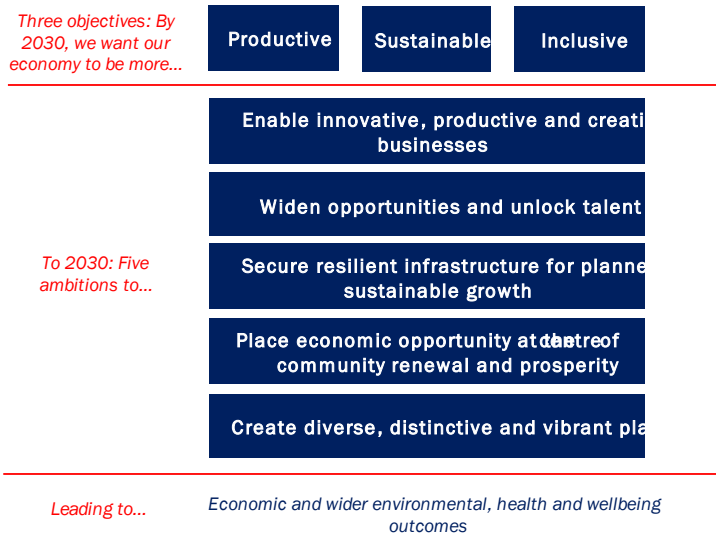 Three objectives: By
2030, we want our
economy to be more...
Productive
Sustainable
Inclusive
Enable innovative, productive and creati
businesses
Widen opportunities and unlock talent
Secure resilient infrastructure for planne
sustainable growth
To 2030: Five
ambitions to...
Place economic opportunity at the centre of
community renewal and prosperity
Create diverse, distinctive and vibrant pla
Leading to...
Economic and wider environmental, health and wellbeing
outcomes